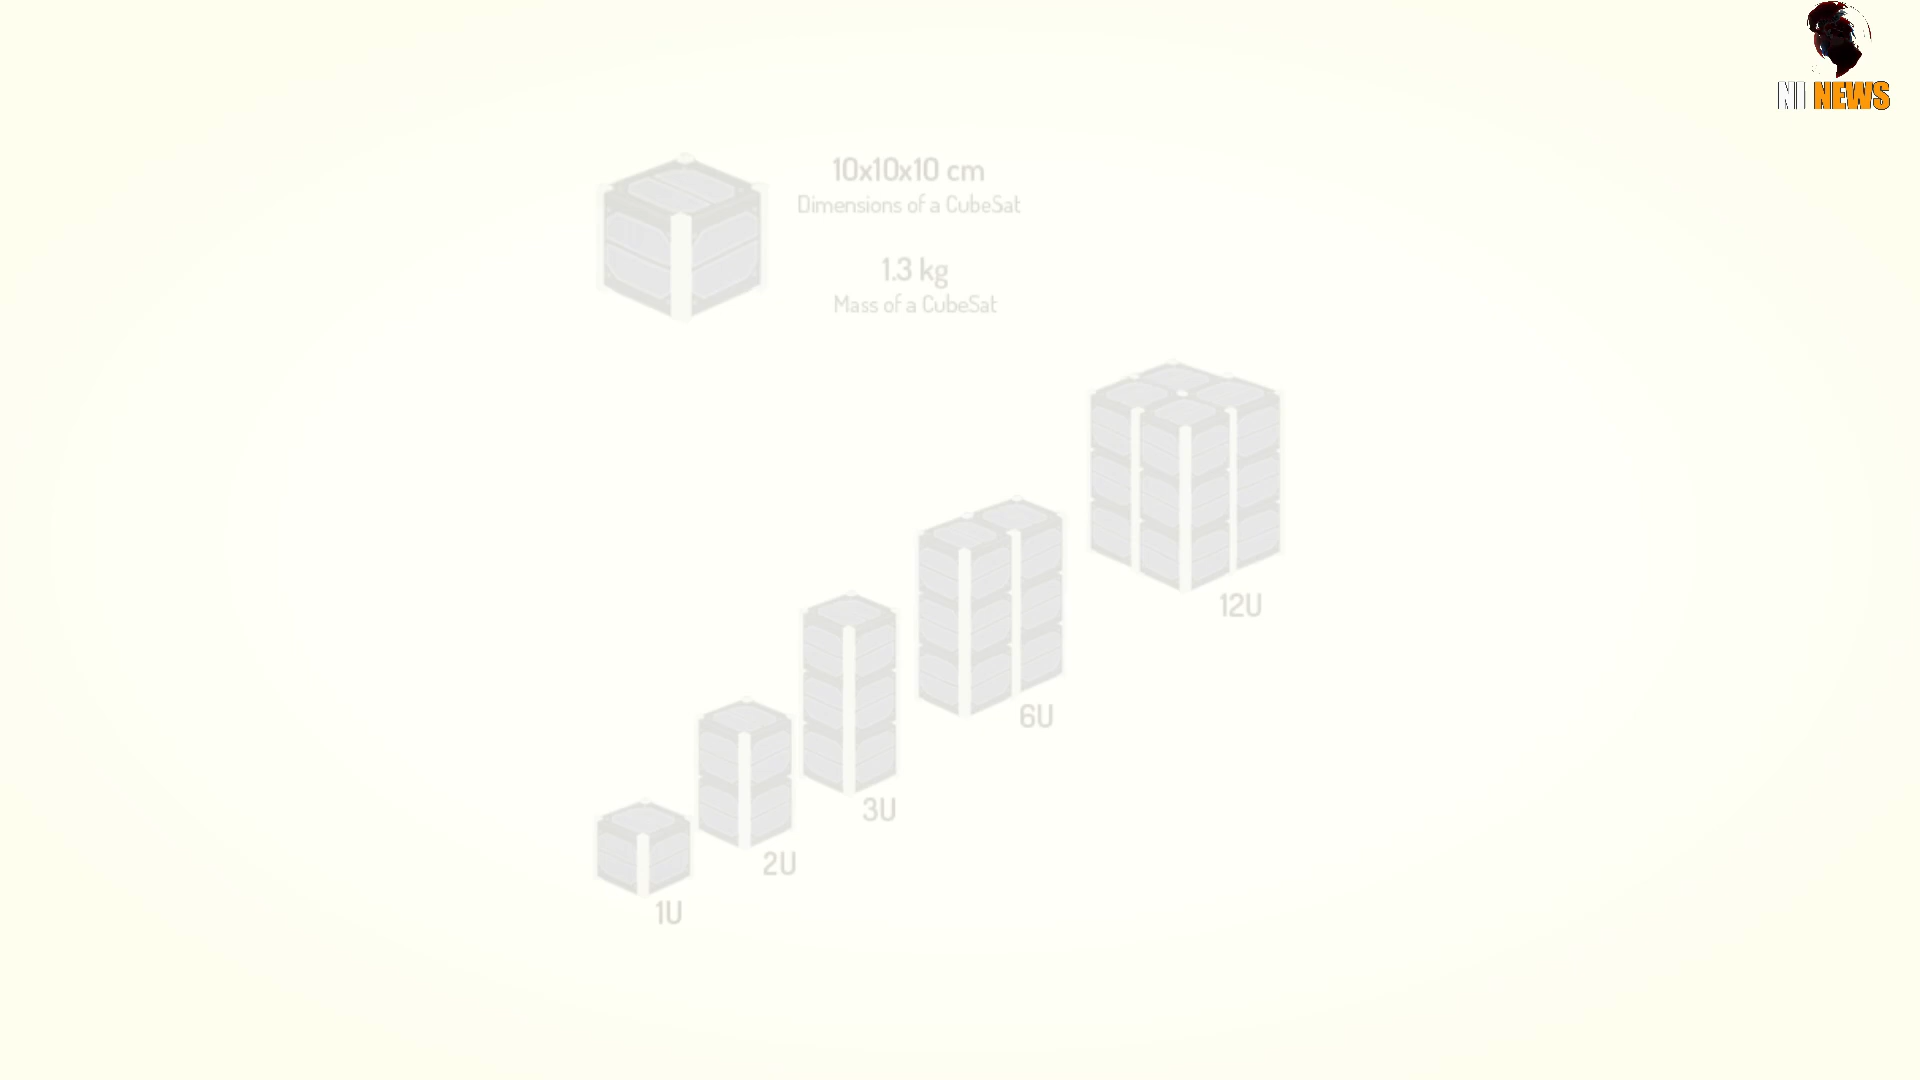 NI NEWS
10x10x10 cm
Dimensions of a CubeSat
1.3 kg
Mass of a CubeSat
12U
6U
3U
2U
1U